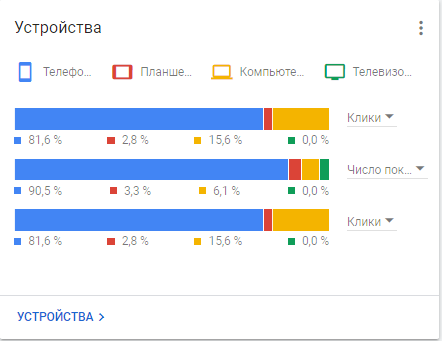 Устройства
Телефо... Планше... Компьюте... Телевизо...
Клики
81,6 % 2,8 % 15,6 % 0,0 %
Число пок...
90,5 % 3,3 % 6,1 % 0,0 %
Клики
81,6 % 2,8 % 15,6 % 0,0 %
УСТРОЙСТВА